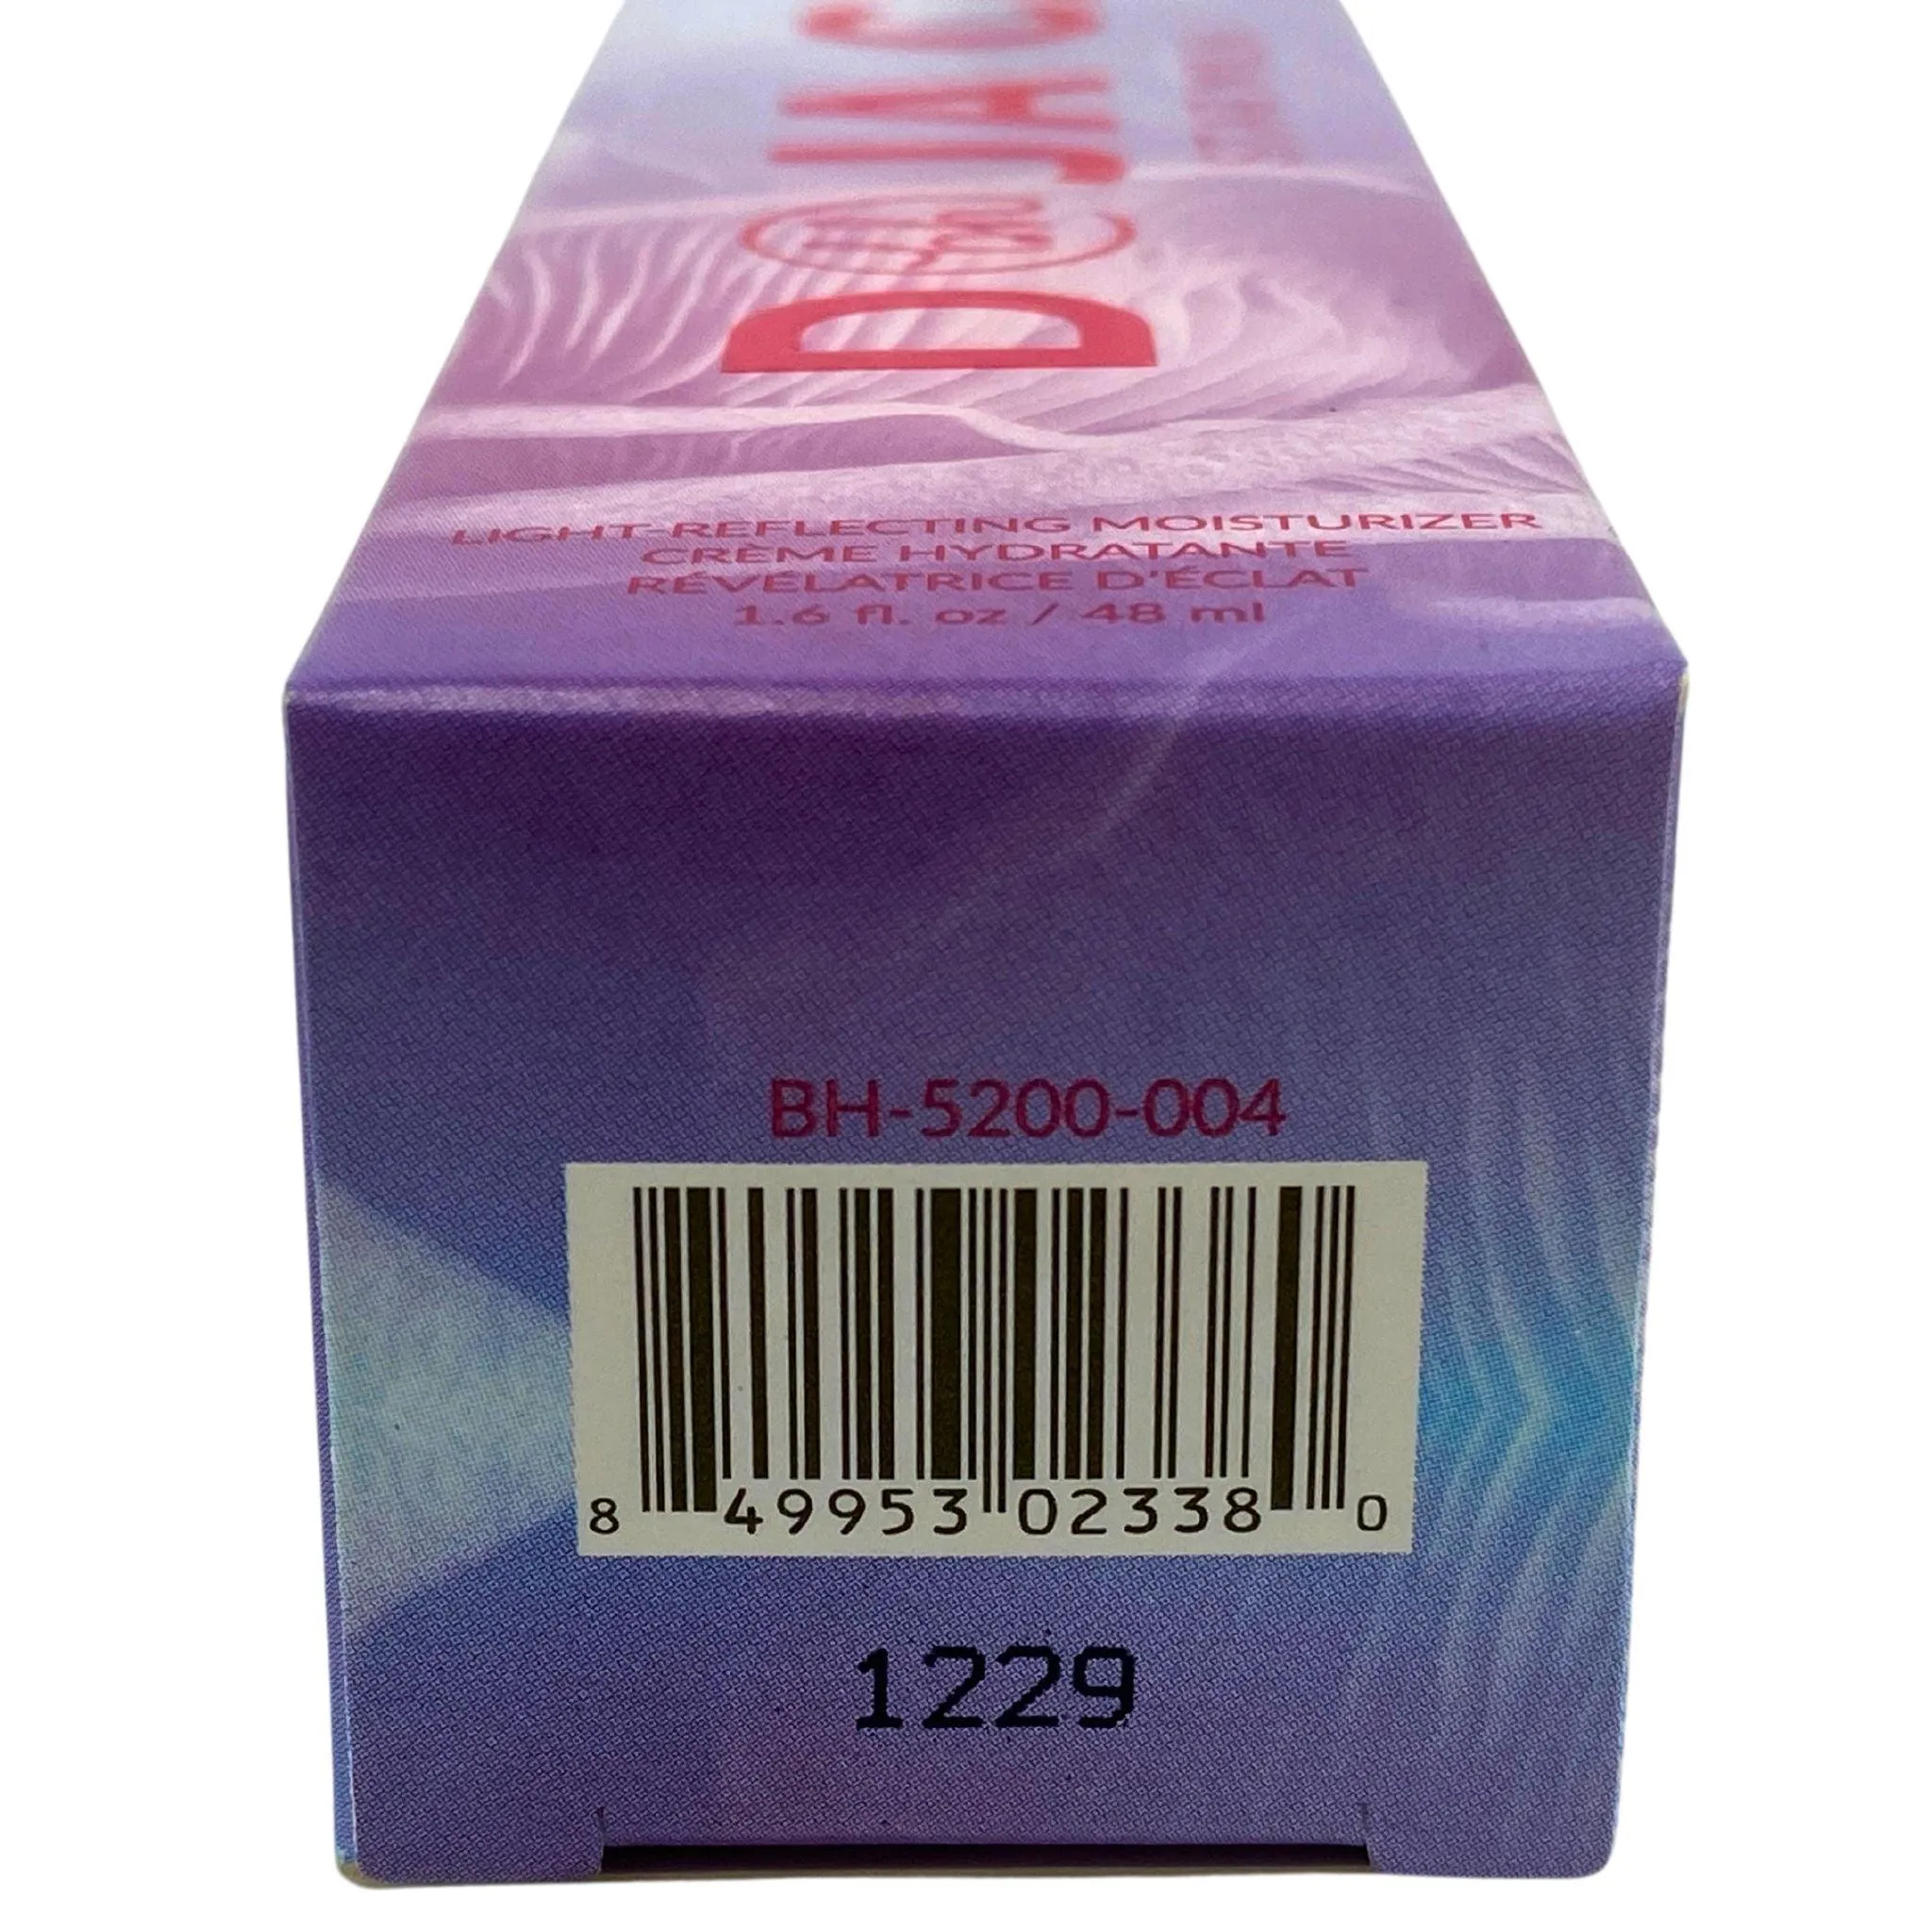 D JAC
LIGHT-REFLECTING MOISTURIZER
CRÈME HYDRATANTE
RÉVÉLATRICE D'ÉCLAT
1.6 fl. oz / 48 ml
BH-5200-004
8 49953 02338 0
1229